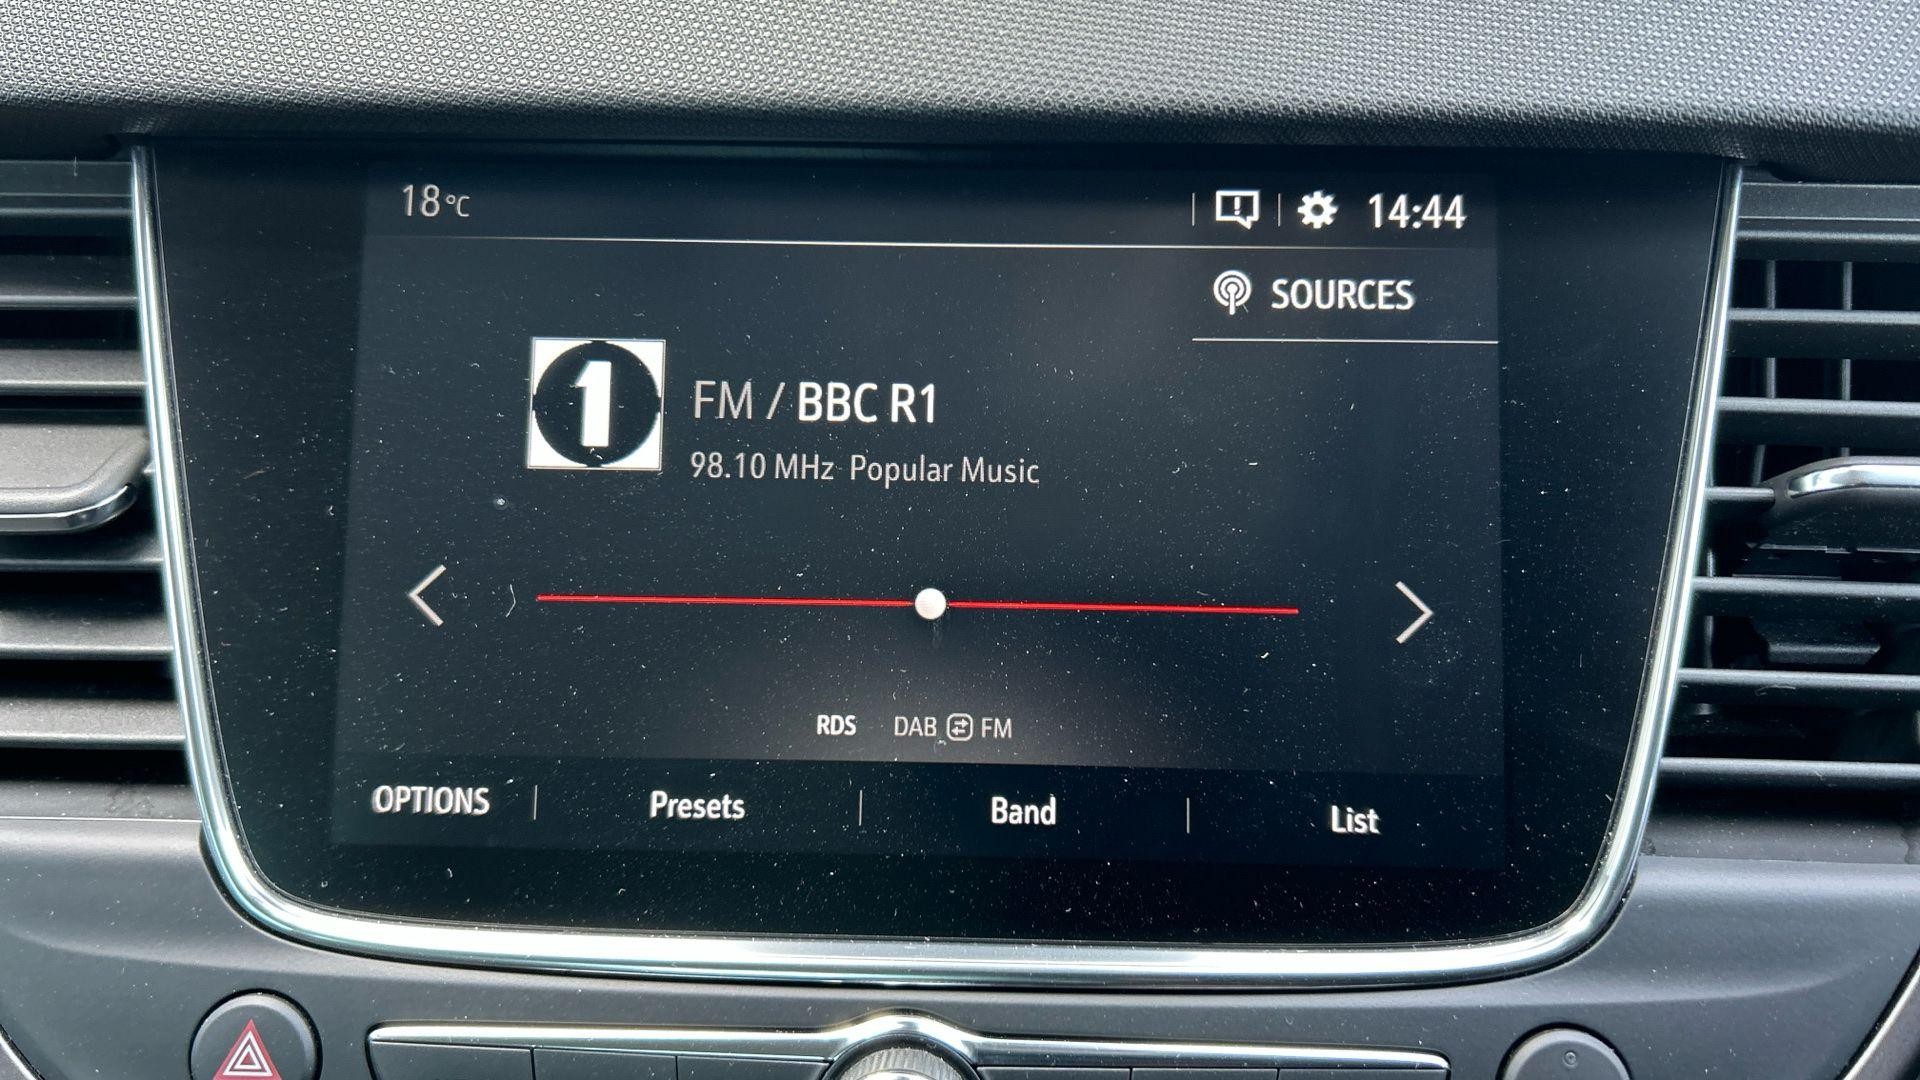 18°C
14:44
SOURCES
1
FM / BBC R1
98.10 MHz Popular Music
RDS DAB FM
OPTIONS Presets Band List